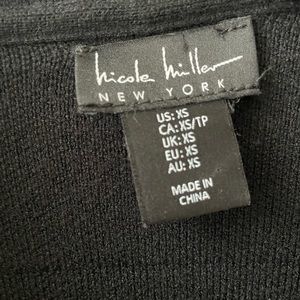 nicole miller
NEW YORK
US: XS
CA: XS/TP
UK: XS
EU: XS
AU: XS
MADE IN
CHINA